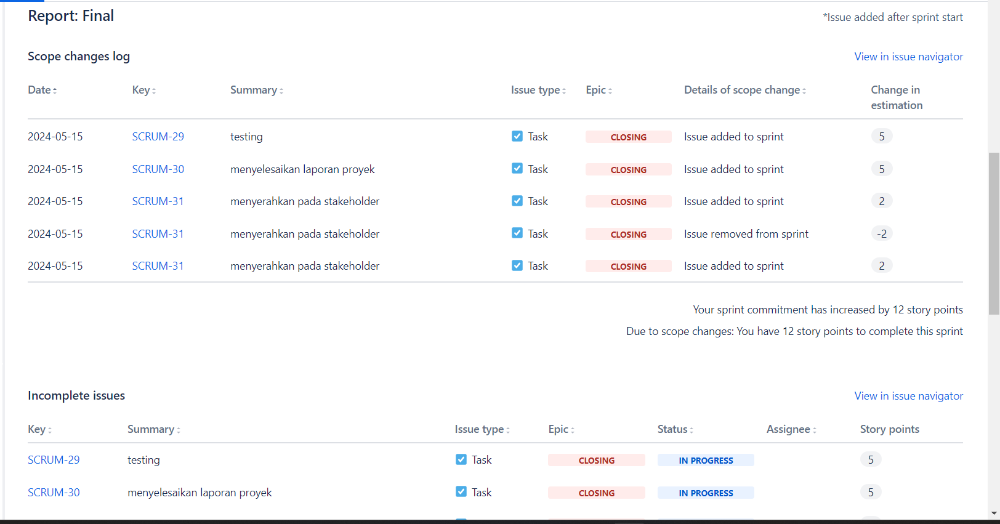 Report: Final
*Issue added after sprint start
Scope changes log
View in issue navigator
Date Key Summary Issue type Epic Details of scope change Change in estimation
2024-05-15 SCRUM-29 testing Task CLOSING Issue added to sprint 5
2024-05-15 SCRUM-30 menyelesaikan laporan proyek Task CLOSING Issue added to sprint 5
2024-05-15 SCRUM-31 menyerahkan pada stakeholder Task CLOSING Issue added to sprint 2
2024-05-15 SCRUM-31 menyerahkan pada stakeholder Task CLOSING Issue removed from sprint -2
2024-05-15 SCRUM-31 menyerahkan pada stakeholder Task CLOSING Issue added to sprint 2
Your sprint commitment has increased by 12 story points
Due to scope changes: You have 12 story points to complete this sprint
Incomplete issues
View in issue navigator
Key Summary Issue type Epic Status Assignee Story points
SCRUM-29 testing Task CLOSING IN PROGRESS 5
SCRUM-30 menyelesaikan laporan proyek Task CLOSING IN PROGRESS 5